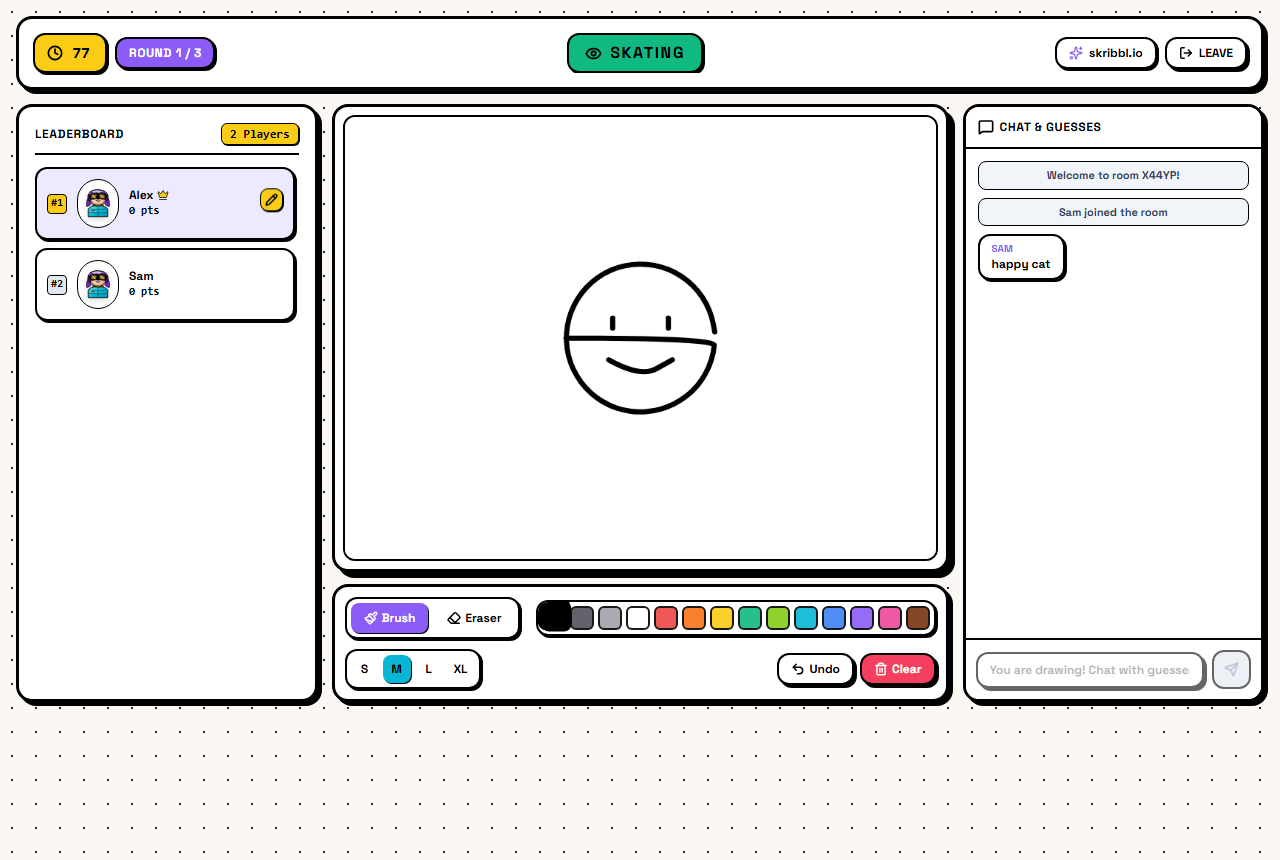 77
ROUND 1 / 3
SKATING
skribbl.io
LEAVE
LEADERBOARD
2 Players
#1
Alex
0 pts
#2
Sam
0 pts
CHAT & GUESSES
Welcome to room X44YP!
Sam joined the room
SAM
happy cat
Brush
Eraser
S
M
L
XL
Undo
Clear
You are drawing! Chat with guesse